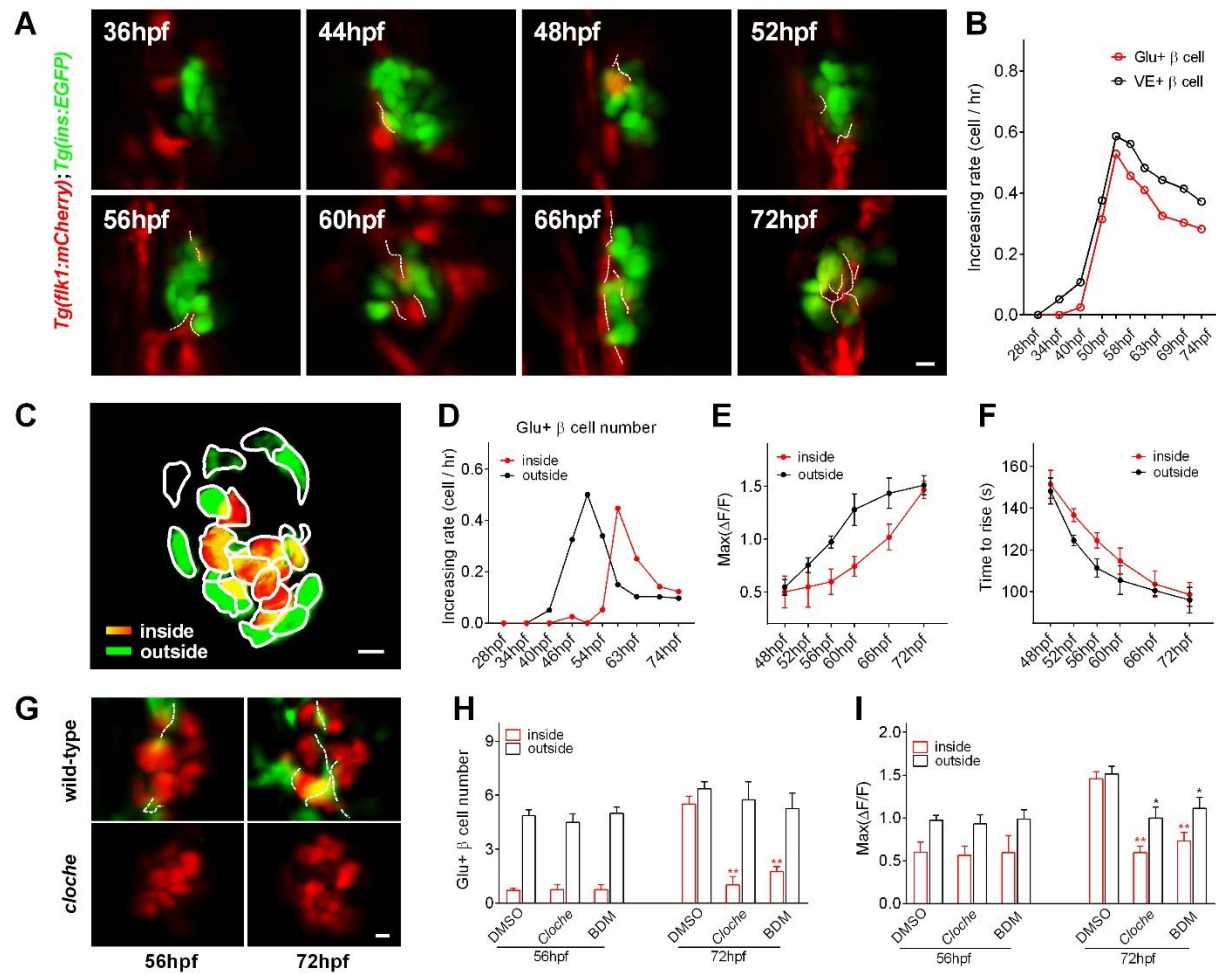 A
Tg(flk1:mCherry); Tg(ins:EGFP)
36hpf
44hpf
48hpf
52hpf
56hpf
60hpf
66hpf
72hpf
B
Increasing rate (cell / hr)
0.8
0.6
0.4
0.2
0.0
Glu+ β cell
VE+ β cell
28hpf
34hpf
40hpf
50hpf
58hpf
63hpf
69hpf
74hpf
C
inside
outside
D
Glu+ β cell number
Increasing rate (cell / hr)
0.6
0.4
0.2
0.0
inside
outside
28hpf
34hpf
40hpf
46hpf
54hpf
63hpf
74hpf
E
Max(ΔF/F)
1.5
1.0
0.5
inside
outside
48hpf
52hpf
56hpf
60hpf
66hpf
72hpf
F
Time to rise (s)
160
140
120
100
inside
outside
48hpf
52hpf
56hpf
60hpf
66hpf
72hpf
G
wild-type
cloche
56hpf
72hpf
H
Glu+ β cell number
9
6
3
0
inside
outside
**
**
DMSO
Cloche
BDM
DMSO
Cloche
BDM
56hpf
72hpf
I
Max(ΔF/F)
2.0
1.5
1.0
0.5
0.0
inside
outside
**
*
**
*
DMSO
Cloche
BDM
DMSO
Cloche
BDM
56hpf
72hpf